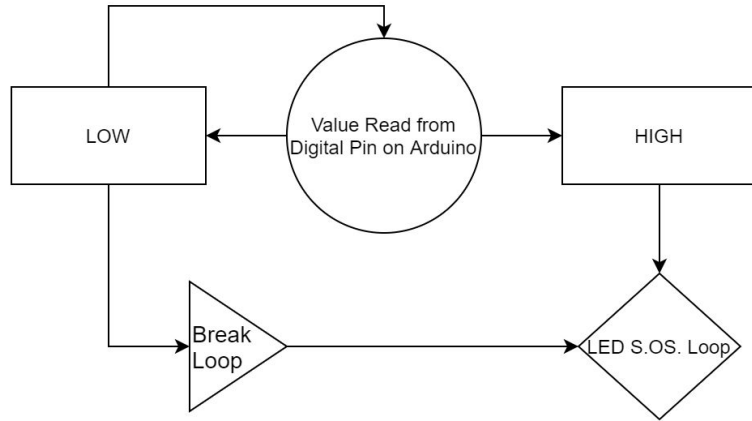 LOW
Value Read from
Digital Pin on Arduino
HIGH
Break
Loop
LED S.OS. Loop